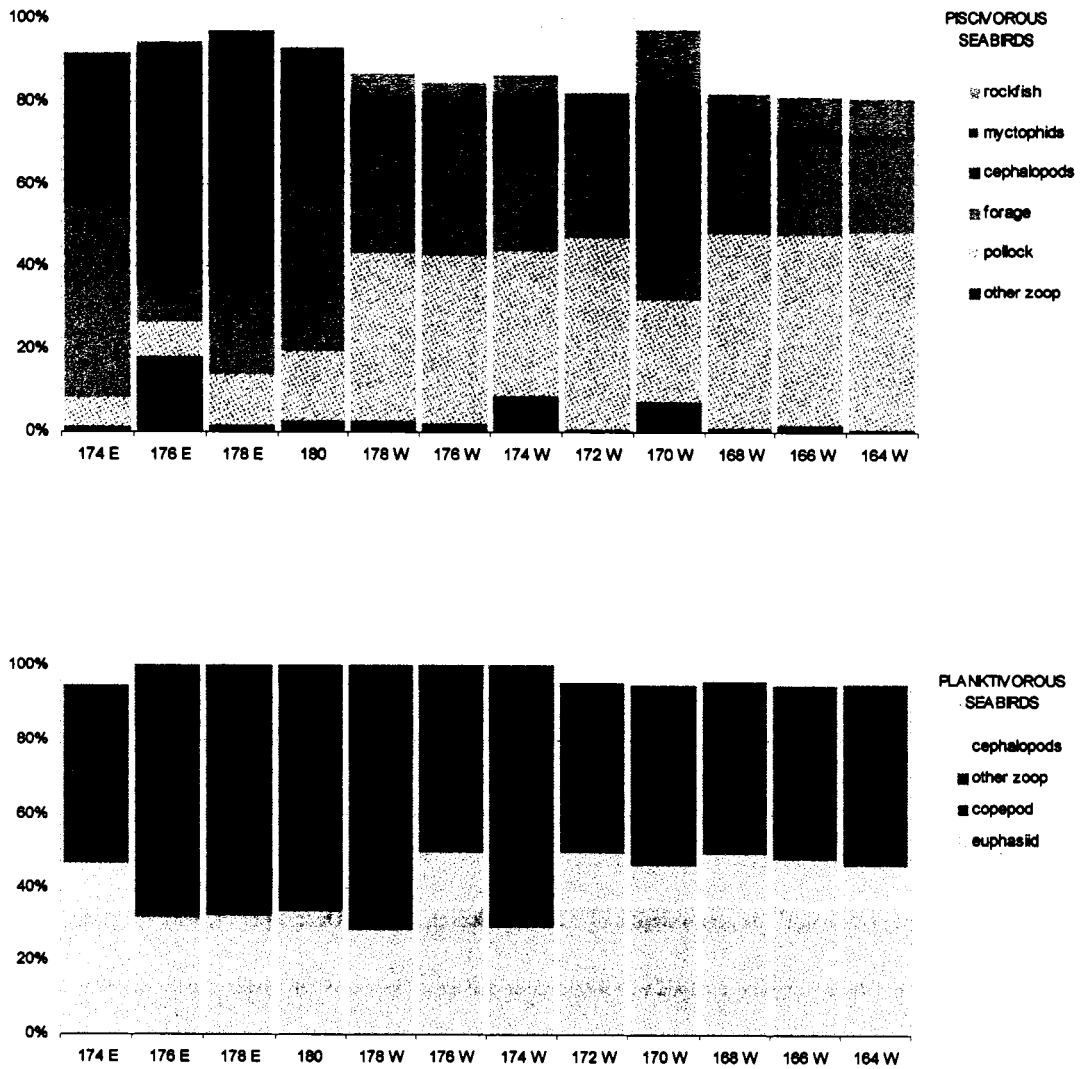 100%
80%
60%
40%
20%
0%
174 E 176 E 178 E 180 178 W 176 W 174 W 172 W 170 W 168 W 166 W 164 W
PISCIVOROUS
SEABIRDS
rockfish
myctophids
cephalopods
forage
pollock
other zoop
100%
80%
60%
40%
20%
0%
174 E 176 E 178 E 180 178 W 176 W 174 W 172 W 170 W 168 W 166 W 164 W
PLANKTIVOROUS
SEABIRDS
cephalopods
other zoop
copepod
euphasiid